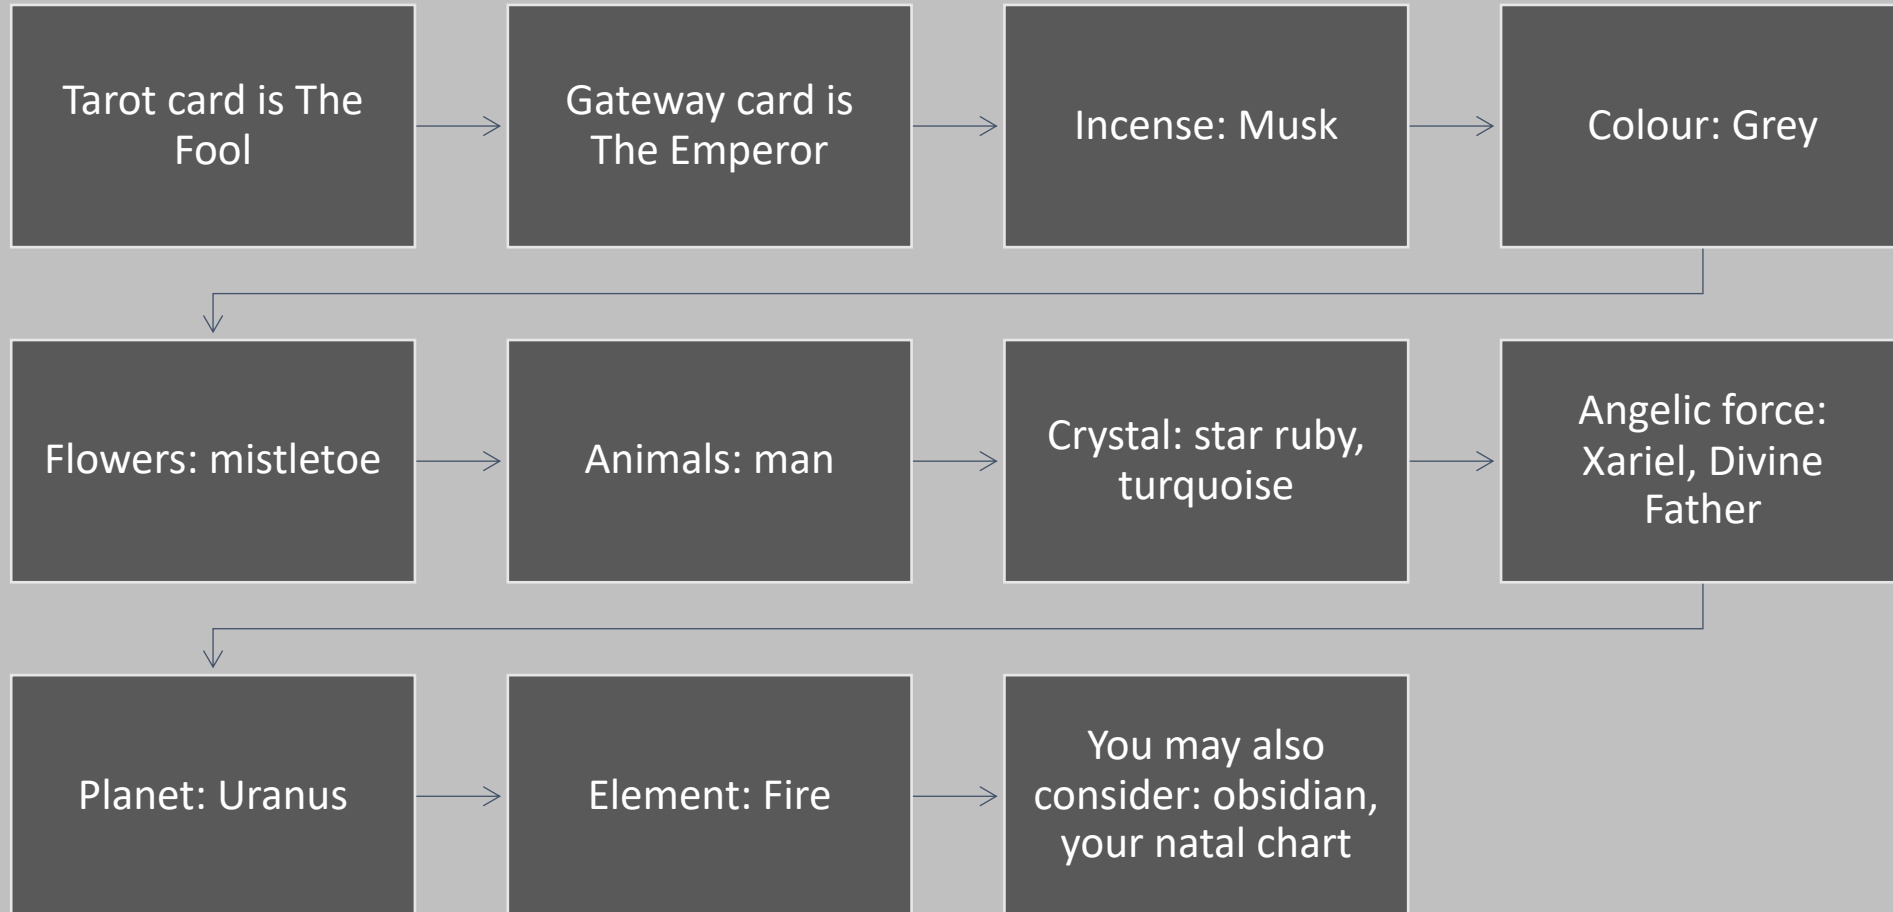 Tarot card is The
Fool
Gateway card is
The Emperor
Incense: Musk
Colour: Grey
Flowers: mistletoe
Animals: man
Crystal: star ruby,
turquoise
Angelic force:
Xariel, Divine
Father
Planet: Uranus
Element: Fire
You may also
consider: obsidian,
your natal chart